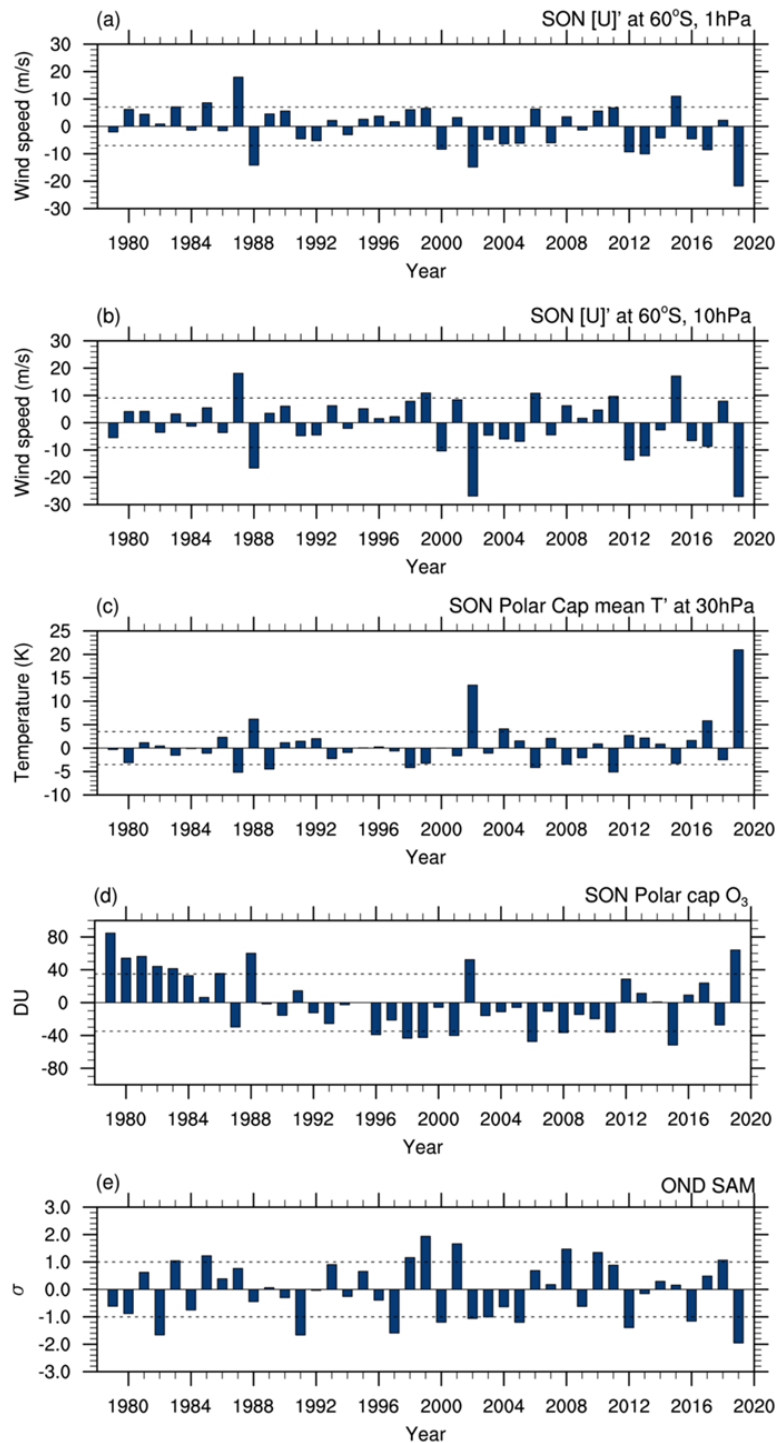 (a) SON [U]' at 60°S, 1hPa
30
20
10
0
-10
-20
-30
Wind speed (m/s)
1980 1984 1988 1992 1996 2000 2004 2008 2012 2016 2020
Year
(b) SON [U]' at 60°S, 10hPa
30
20
10
0
-10
-20
-30
Wind speed (m/s)
1980 1984 1988 1992 1996 2000 2004 2008 2012 2016 2020
Year
(c) SON Polar Cap mean T' at 30hPa
25
20
15
10
5
0
-5
-10
Temperature (K)
1980 1984 1988 1992 1996 2000 2004 2008 2012 2016 2020
Year
(d) SON Polar cap O₃
80
40
0
-40
-80
DU
1980 1984 1988 1992 1996 2000 2004 2008 2012 2016 2020
Year
(e) OND SAM
3.0
2.0
1.0
0.0
-1.0
-2.0
-3.0
σ
1980 1984 1988 1992 1996 2000 2004 2008 2012 2016 2020
Year